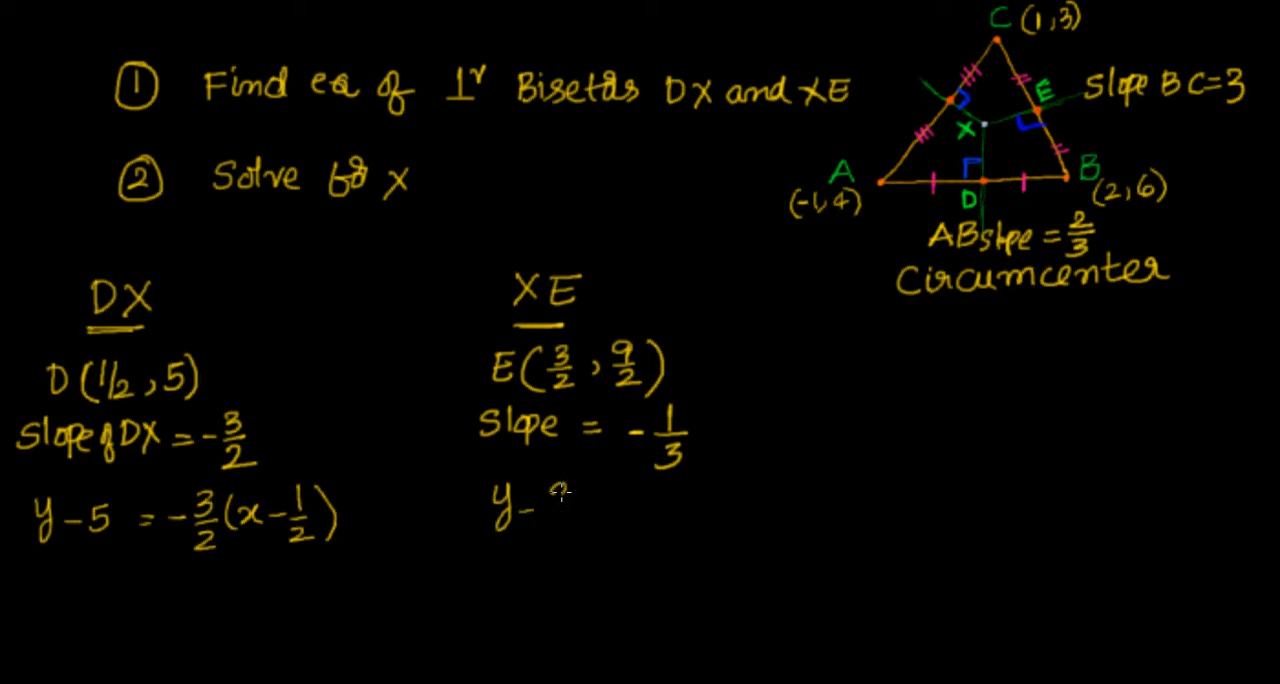 ① Find eq of ⊥r Bisetors DX and XE
② Solve for X
C (1,3)
E
Slope BC=3
X
A
(-1,4)
D
B
(2,6)
AB slpe = 2/3
Circumcenter
DX
D(1/2,5)
Slope of DX = -3/2
y-5 = -3/2(x-1/2)
XE
E(3/2,9/2)
Slope = -1/3
y-